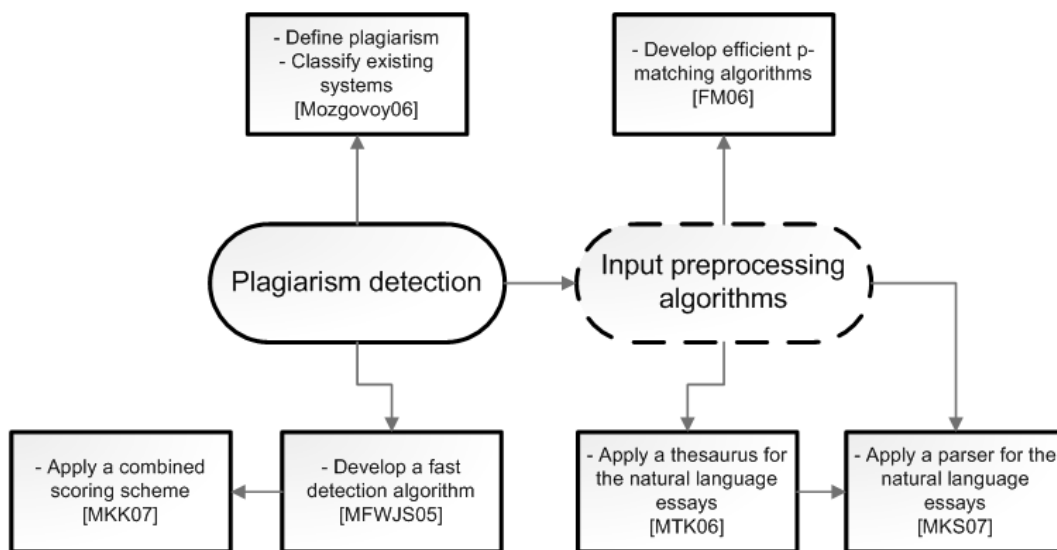 - Define plagiarism
- Classify existing
systems
[Mozgovoy06]
- Develop efficient p-
matching algorithms
[FM06]
Plagiarism detection
Input preprocessing
algorithms
- Apply a combined
scoring scheme
[MKK07]
- Develop a fast
detection algorithm
[MFWJS05]
- Apply a thesaurus for
the natural language
essays
[MTK06]
- Apply a parser for the
natural language
essays
[MKS07]